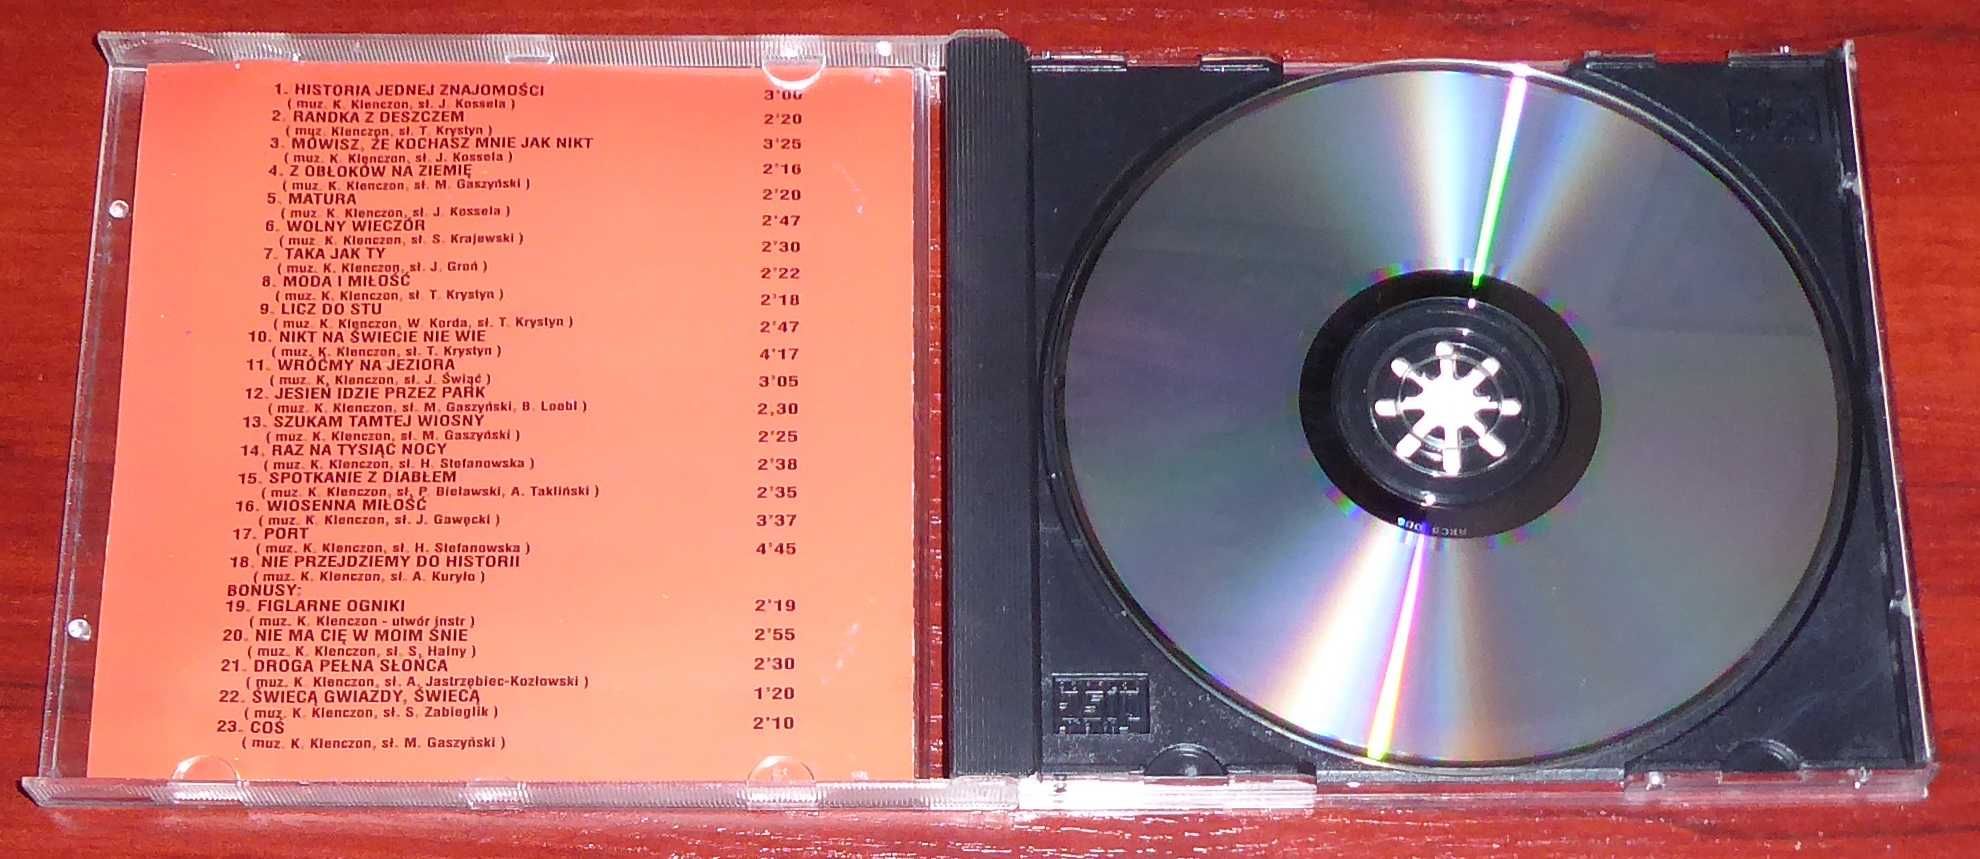 1. HISTORIA JEDNEJ ZNAJOMOŚCI 3'00
( muz. K. Klenczon, sł. J. Kossela )
2. RANDKA Z DESZCZEM 2'20
( muz. Klenczon, sł. T. Krystyn )
3. MÓWISZ, ŻE KOCHASZ MNIE JAK NIKT 3'25
( muz. K. Klenczon, sł. J. Kossela )
4. Z OBŁOKÓW NA ZIEMIĘ 2'16
( muz. K. Klenczon, sł. M. Gaszyński )
5. MATURA 2'20
( muz. K. Klenczon, sł. J. Kossela )
6. WOLNY WIECZÓR 2'47
( muz. K. Klenczon, sł. S. Krajewski )
7. TAKA JAK TY 2'30
( muz. K. Klenczon, sł. J. Groń )
8. MODA I MIŁOŚĆ 2'22
( muz. K. Klenczon, sł. T. Krystyn )
9. LICZ DO STU 2'18
( muz. K. Klenczon, W. Korda, sł. T. Krystyn )
10. NIKT NA ŚWIECIE NIE WIE 2'47
( muz. K. Klenczon, sł. T. Krystyn )
11. WRÓĆMY NA JEZIORA 4'17
( muz. K. Klenczon, sł. J. Świąć )
12. JESIEŃ IDZIE PRZEZ PARK 3'05
( muz. K. Klenczon, sł. M. Gaszyński, B. Loebl )
13. SZUKAM TAMTEJ WIOSNY 2,30
( muz. K. Klenczon, sł. M. Gaszyński )
14. RAZ NA TYSIĄC NOCY 2'25
( muz. K. Klenczon, sł. H. Stefanowska )
15. SPOTKANIE Z DIABŁEM 2'38
( muz. K. Klenczon, sł. P. Bielawski, A. Takliński )
16. WIOSENNA MIŁOŚĆ 2'35
( muz. K. Klenczon, sł. J. Gawęcki )
17. PORT 3'37
( muz. K. Klenczon, sł. H. Stefanowska )
18. NIE PRZEJDZIEMY DO HISTORII 4'45
( muz. K. Klenczon, sł. A. Kuryło )
BONUSY:
19. FIGLARNE OGNIKI 2'19
( muz. K. Klenczon - utwór instr )
20. NIE MA CIĘ W MOIM ŚNIE 2'55
( muz. K. Klenczon, sł. S. Halny )
21. DROGA PEŁNA SŁOŃCA 2'30
( muz. K. Klenczon, sł. A. Jastrzębiec-Kozłowski )
22. ŚWIECĄ GWIAZDY, ŚWIECĄ 1'20
( muz. K. Klenczon, sł. S. Zabieglik )
23. COŚ 2'10
( muz. K. Klenczon, sł. M. Gaszyński )